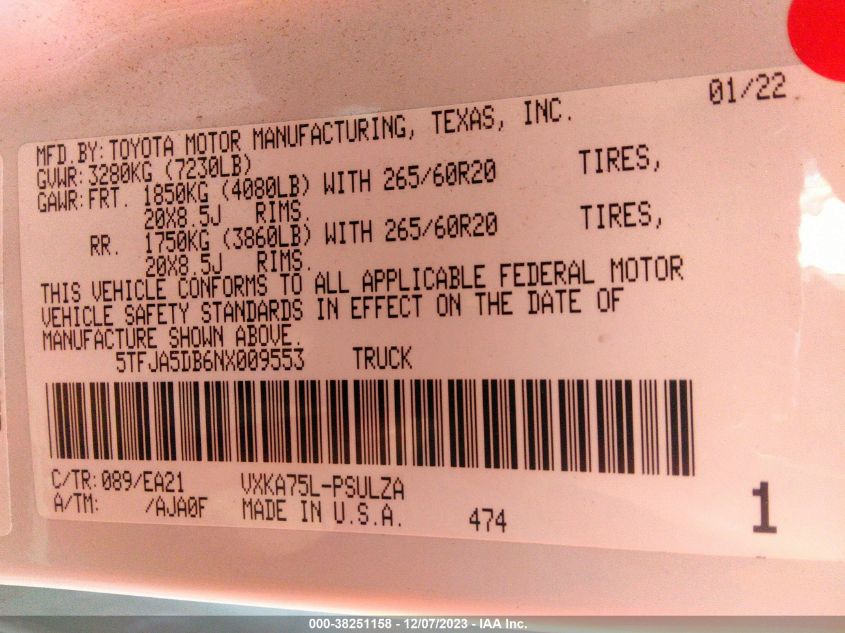 01/22
MFD.BY: TOYOTA MOTOR MANUFACTURING, TEXAS, INC.
GVWR: 3280KG (7230LB)
GAWR: FRT. 1850KG (4080LB) WITH 265/60R20 TIRES,
20X8.5J RIMS.
RR. 1750KG (3860LB) WITH 265/60R20 TIRES,
20X8.5J RIMS.
THIS VEHICLE CONFORMS TO ALL APPLICABLE FEDERAL MOTOR
VEHICLE SAFETY STANDARDS IN EFFECT ON THE DATE OF
MANUFACTURE SHOWN ABOVE.
5TFJA5DB6NX009553 TRUCK
C/TR: 089/EA21 VXKA75L-PSULZA
A/TM: /AJA0F MADE IN U.S.A. 474 1
000-38251158 - 12/07/2023 - IAA Inc.